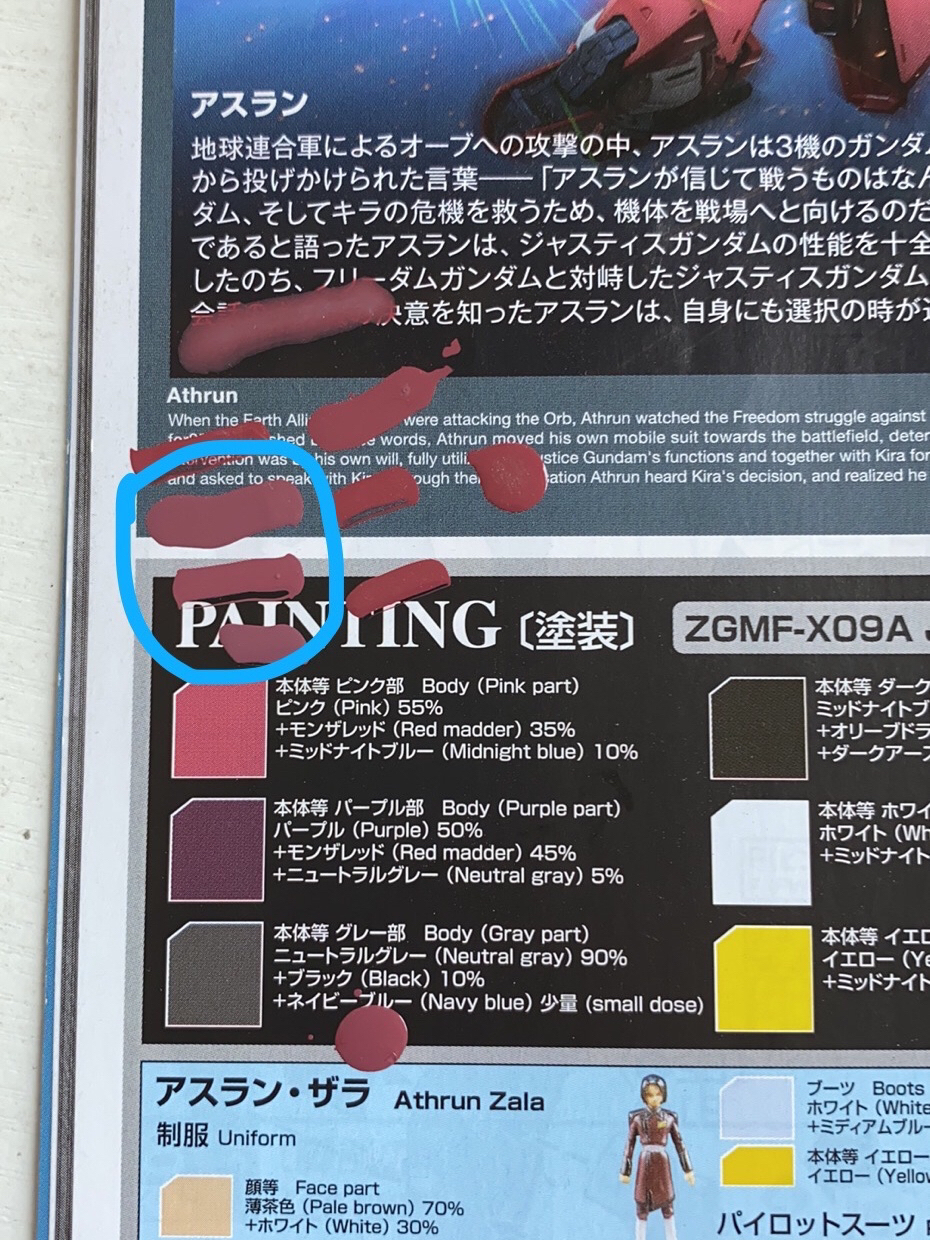 アスラン
地球連合軍によるオーブへの攻撃の中、アスランは3機のガンダム
から投げかけられた言葉――「アスランが信じて戦うものはなん
ダム、そしてキラの危機を救うため、機体を戦場へと向けるのだ
であると語ったアスランは、ジャスティスガンダムの性能を十全
したのち、フリーダムガンダムと対峙したジャスティスガンダム
決意を知ったアスランは、自身にも選択の時が
Athrun
When the Earth were attacking the Orb, Athrun watched the Freedom struggle against
words, Athrun moved his own mobile suit towards the battlefield,
was his own will, fully Gundam's functions and together with Kira
and asked to speak with Athrun heard Kira's decision, and realized he
PAINTING〔塗装〕 ZGMF-X09A
本体等 ピンク部 Body (Pink part)
ピンク (Pink) 55%
+モンザレッド (Red madder) 35%
+ミッドナイトブルー (Midnight blue) 10%
本体等 ダーク
ミッドナイトブ
+オリーブドラ
+ダークアース
本体等 パープル部 Body (Purple part)
パープル (Purple) 50%
+モンザレッド (Red madder) 45%
+ニュートラルグレー (Neutral gray) 5%
本体等 ホワイ
ホワイト (Wh
+ミッドナイト
本体等 グレー部 Body (Gray part)
ニュートラルグレー (Neutral gray) 90%
+ブラック (Black) 10%
+ネイビーブルー (Navy blue) 少量 (small dose)
本体等 イエロ
イエロー (Ye
+ミッドナイ
アスラン・ザラ Athrun Zala
制服 Uniform
顔等 Face part
薄茶色 (Pale brown) 70%
+ホワイト (White) 30%
ブーツ Boots
ホワイト (White
+ミディアムブルー
本体等 イエロー
イエロー (Yellow
パイロットスーツ